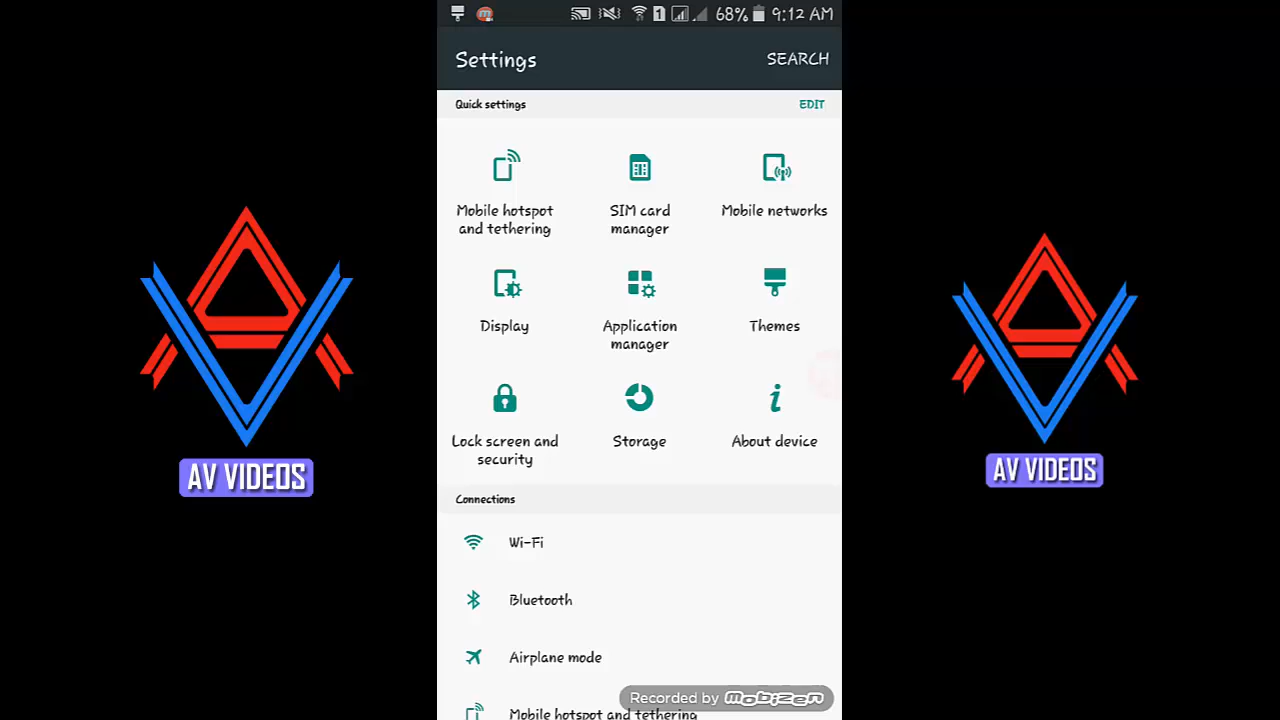 1 68% 9:12 AM
Settings SEARCH
Quick settings EDIT
Mobile hotspot
and tethering
SIM card
manager
Mobile networks
Display
Application
manager
Themes
Lock screen and
security
Storage
About device
Connections
Wi-Fi
Bluetooth
Airplane mode
Mobile hotspot and tethering
Recorded by mobizen
AV VIDEOS
AV VIDEOS